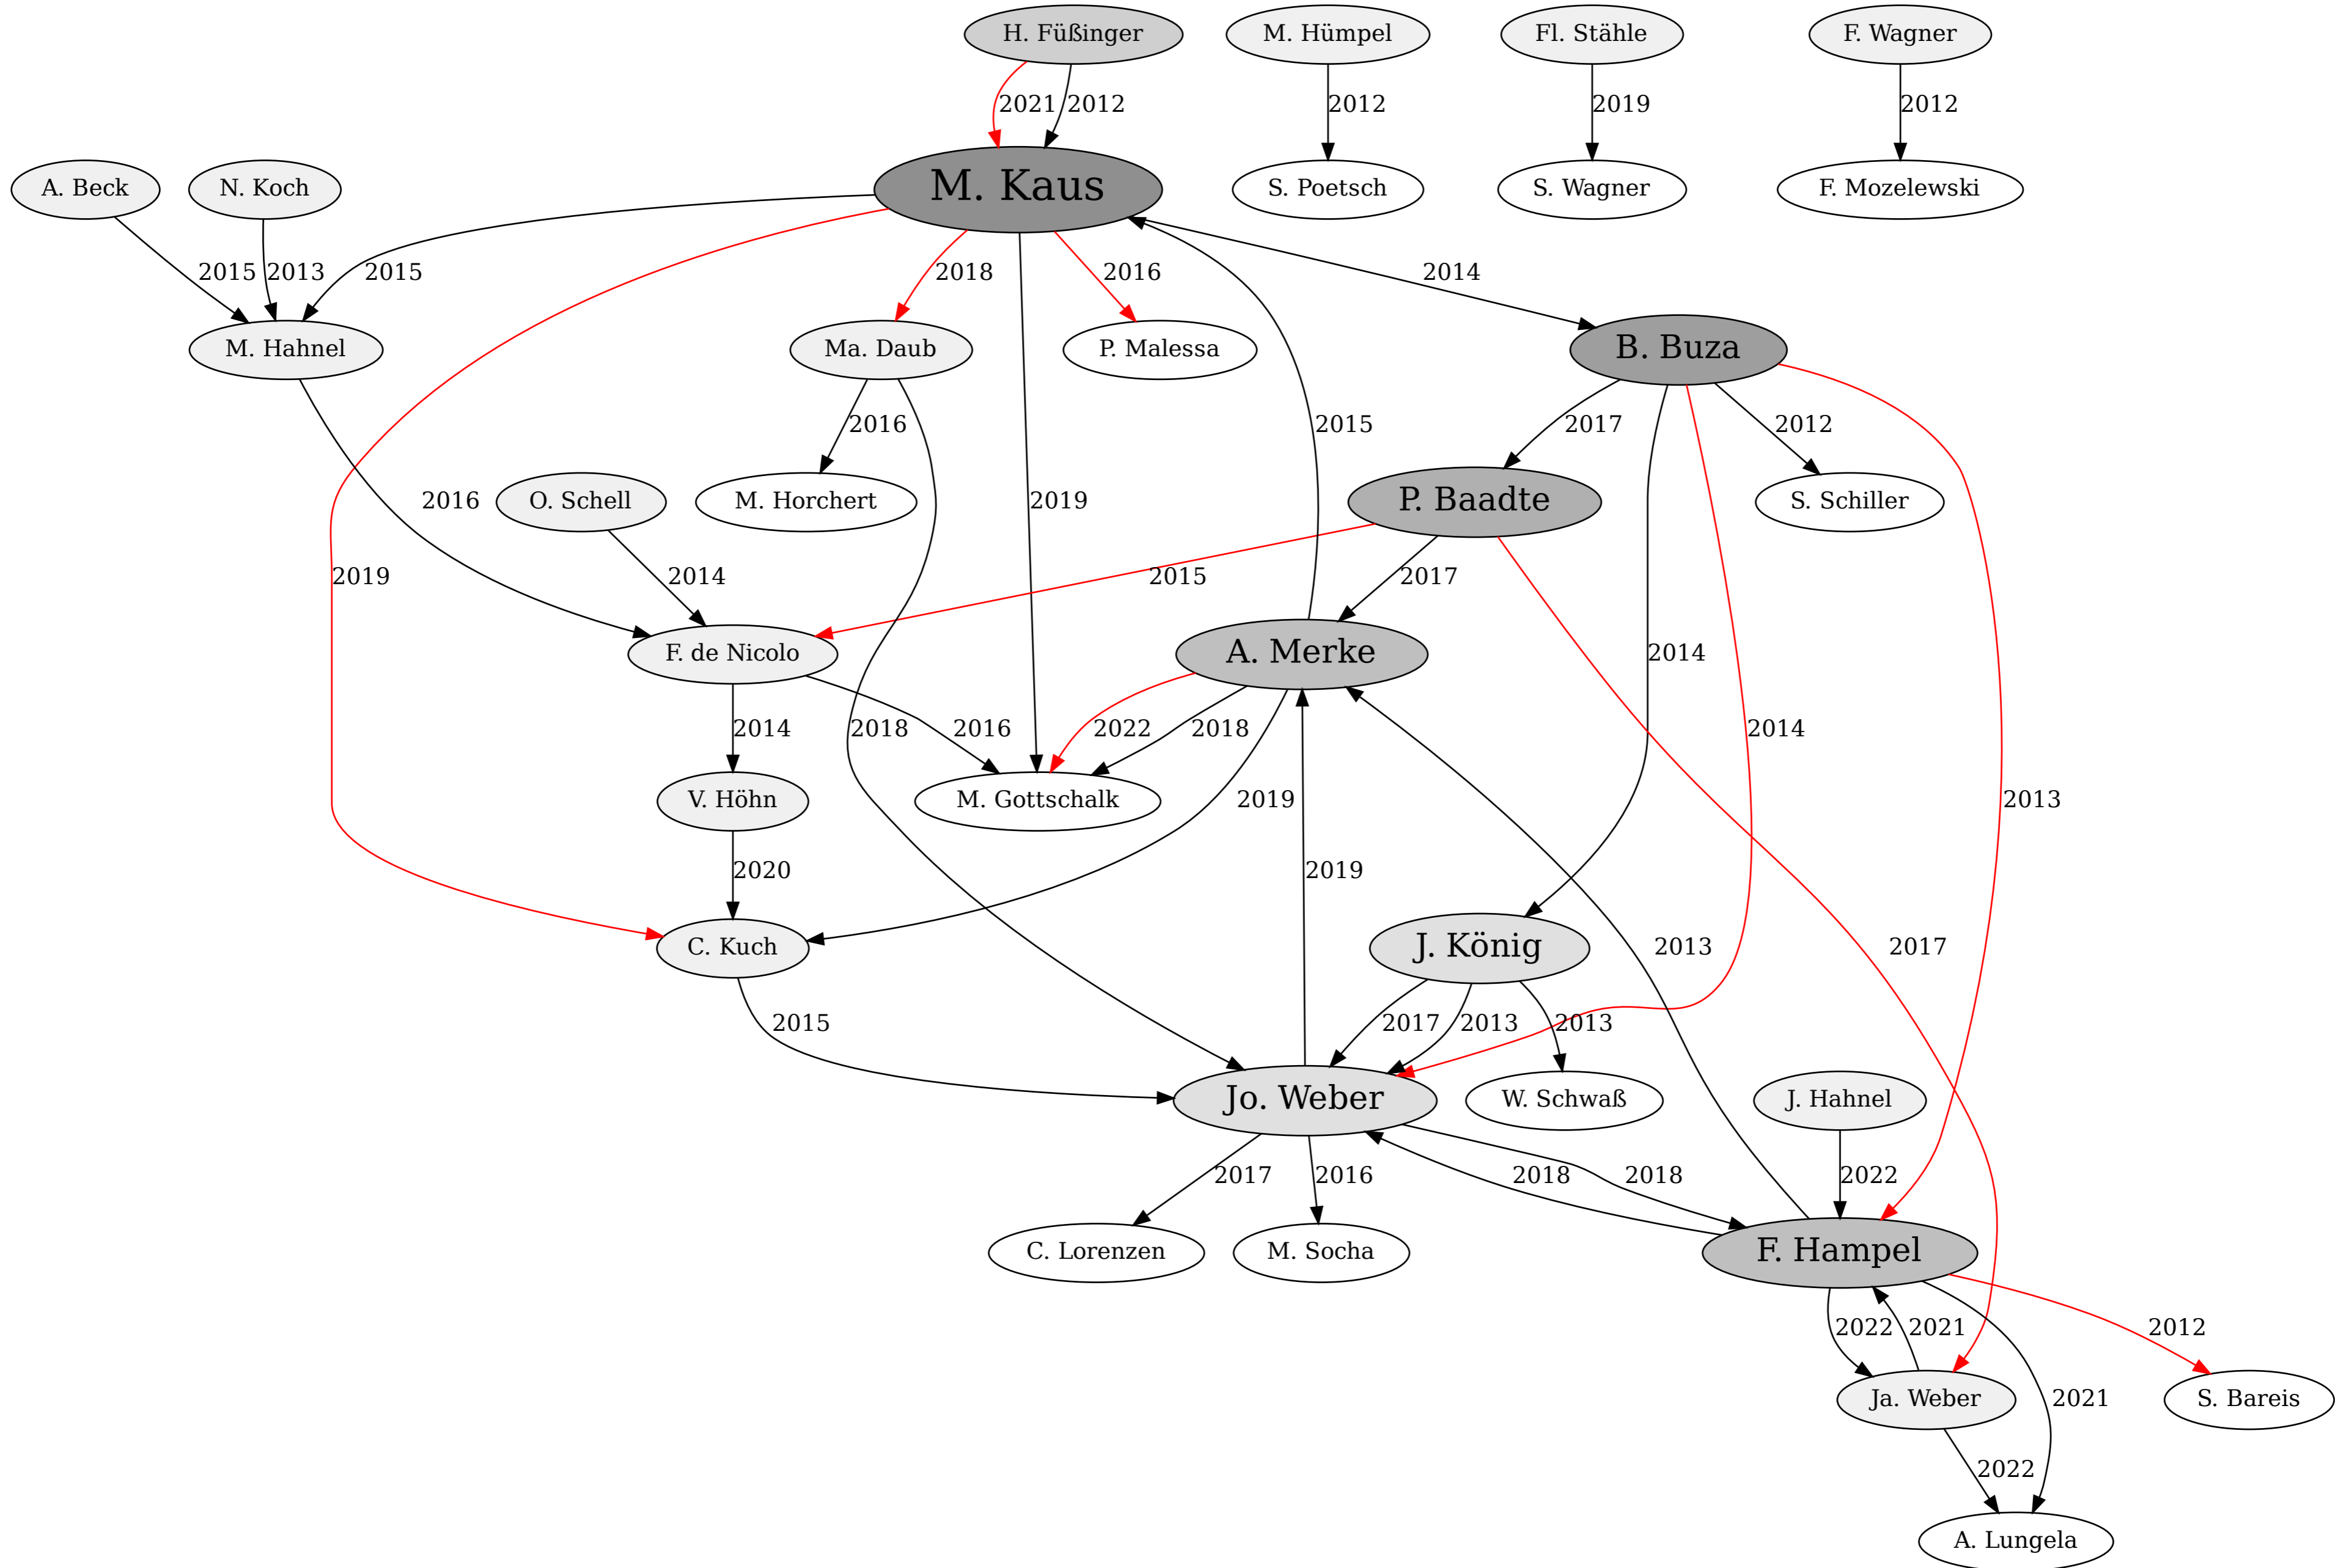 H. Füßinger
M. Hümpel
Fl. Stähle
F. Wagner
2021
2012
2012
2019
2012
A. Beck
N. Koch
M. Kaus
S. Poetsch
S. Wagner
F. Mozelewski
2015
2013
2015
2018
2016
2014
M. Hahnel
Ma. Daub
P. Malessa
B. Buza
2016
2015
2017
2012
2016
O. Schell
M. Horchert
2019
P. Baadte
S. Schiller
2019
2014
2015
2017
F. de Nicolo
A. Merke
2014
2014
2018
2016
2022
2018
2014
V. Höhn
M. Gottschalk
2019
2013
2020
2019
C. Kuch
J. König
2013
2017
2015
2017
2013
2013
Jo. Weber
W. Schwaß
J. Hahnel
2017
2016
2018
2018
2022
C. Lorenzen
M. Socha
F. Hampel
2022
2021
2012
Ja. Weber
2021
S. Bareis
2022
A. Lungela